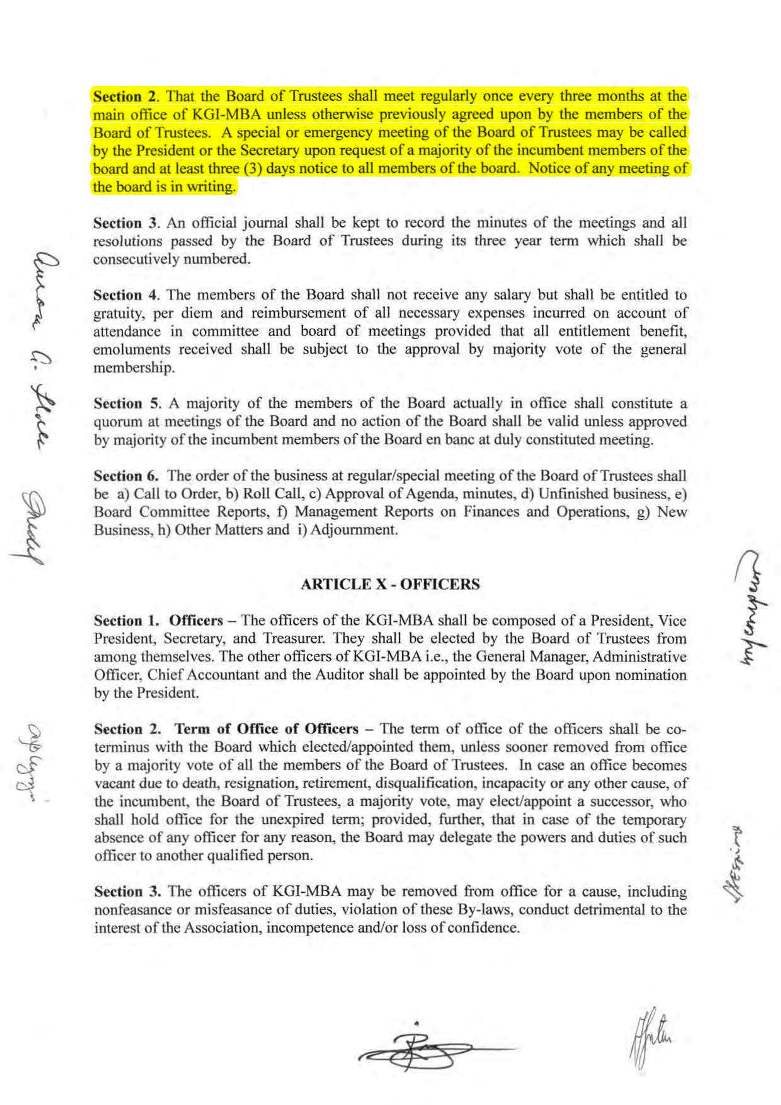 Section 2. That the Board of Trustees shall meet regularly once every three months at the
main office of KGI-MBA unless otherwise previously agreed upon by the members of the
Board of Trustees. A special or emergency meeting of the Board of Trustees may be called
by the President or the Secretary upon request of a majority of the incumbent members of the
board and at least three (3) days notice to all members of the board. Notice of any meeting of
the board is in writing.
Section 3. An official journal shall be kept to record the minutes of the meetings and all
resolutions passed by the Board of Trustees during its three year term which shall be
consecutively numbered.
Section 4. The members of the Board shall not receive any salary but shall be entitled to
gratuity, per diem and reimbursement of all necessary expenses incurred on account of
attendance in committee and board of meetings provided that all entitlement benefit,
emoluments received shall be subject to the approval by majority vote of the general
membership.
Section 5. A majority of the members of the Board actually in office shall constitute a
quorum at meetings of the Board and no action of the Board shall be valid unless approved
by majority of the incumbent members of the Board en banc at duly constituted meeting.
Section 6. The order of the business at regular/special meeting of the Board of Trustees shall
be a) Call to Order, b) Roll Call, c) Approval of Agenda, minutes, d) Unfinished business, e)
Board Committee Reports, f) Management Reports on Finances and Operations, g) New
Business, h) Other Matters and i) Adjournment.
ARTICLE X - OFFICERS
Section 1. Officers – The officers of the KGI-MBA shall be composed of a President, Vice
President, Secretary, and Treasurer. They shall be elected by the Board of Trustees from
among themselves. The other officers of KGI-MBA i.e., the General Manager, Administrative
Officer, Chief Accountant and the Auditor shall be appointed by the Board upon nomination
by the President.
Section 2. Term of Office of Officers – The term of office of the officers shall be co-
terminus with the Board which elected/appointed them, unless sooner removed from office
by a majority vote of all the members of the Board of Trustees. In case an office becomes
vacant due to death, resignation, retirement, disqualification, incapacity or any other cause, of
the incumbent, the Board of Trustees, a majority vote, may elect/appoint a successor, who
shall hold office for the unexpired term; provided, further, that in case of the temporary
absence of any officer for any reason, the Board may delegate the powers and duties of such
officer to another qualified person.
Section 3. The officers of KGI-MBA may be removed from office for a cause, including
nonfeasance or misfeasance of duties, violation of these By-laws, conduct detrimental to the
interest of the Association, incompetence and/or loss of confidence.